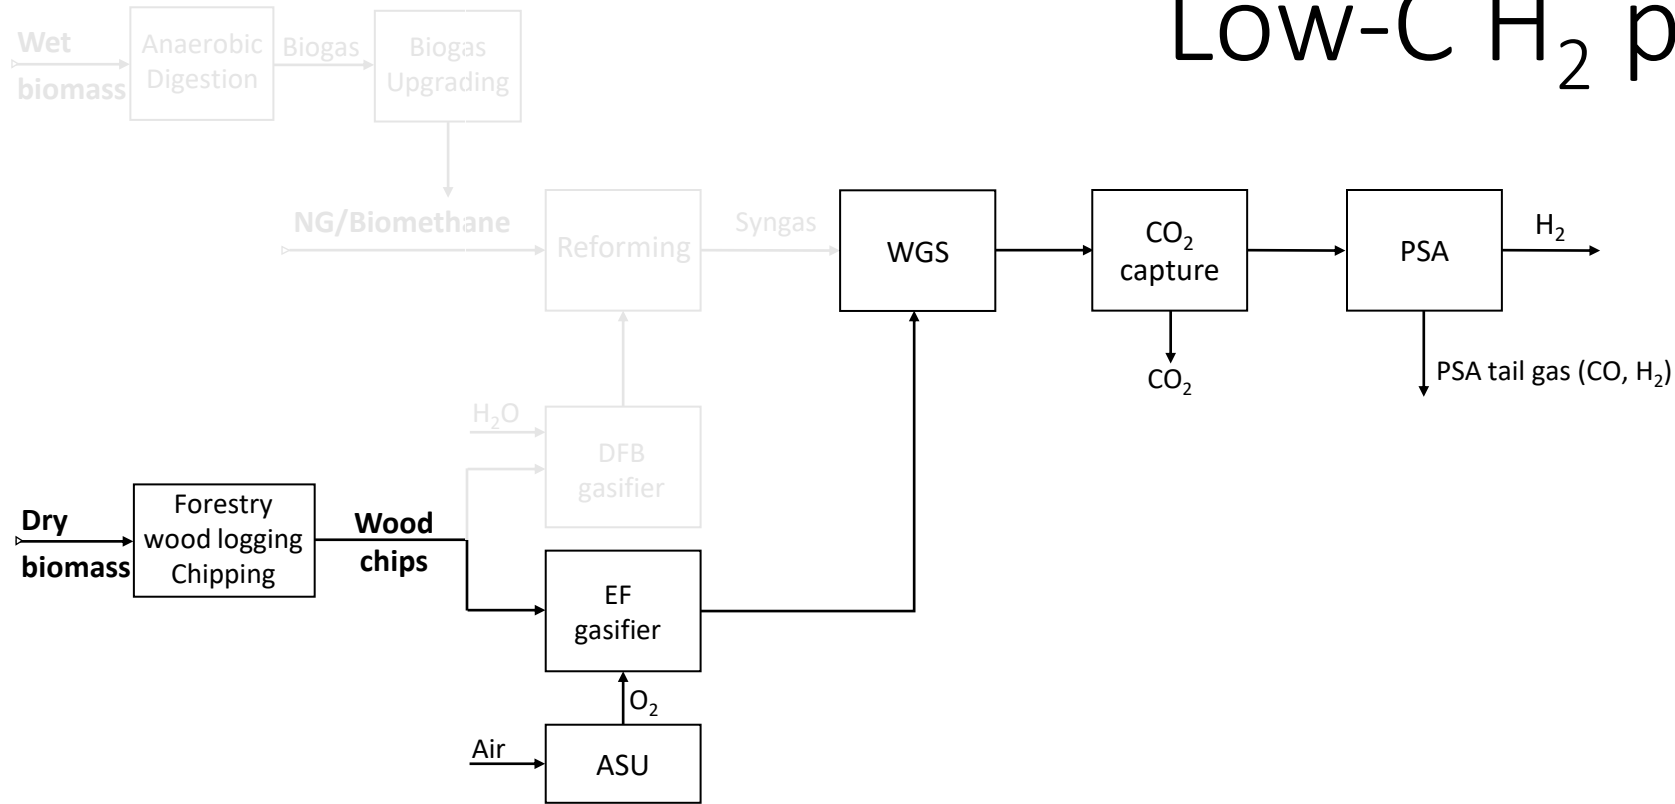 Low-C H₂ p
Wet
biomass
Anaerobic
Digestion
Biogas
Biogas
Upgrading
NG/Biomethane
Reforming
Syngas
WGS
CO₂
capture
PSA
H₂
CO₂
PSA tail gas (CO, H₂)
H₂O
DFB
gasifier
Dry
biomass
Forestry
wood logging
Chipping
Wood
chips
EF
gasifier
O₂
Air
ASU